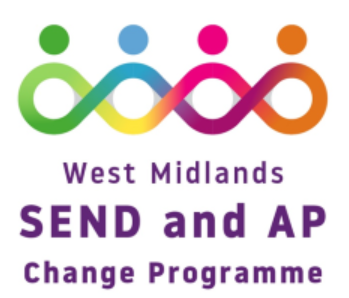 West Midlands
SEND and AP
Change Programme